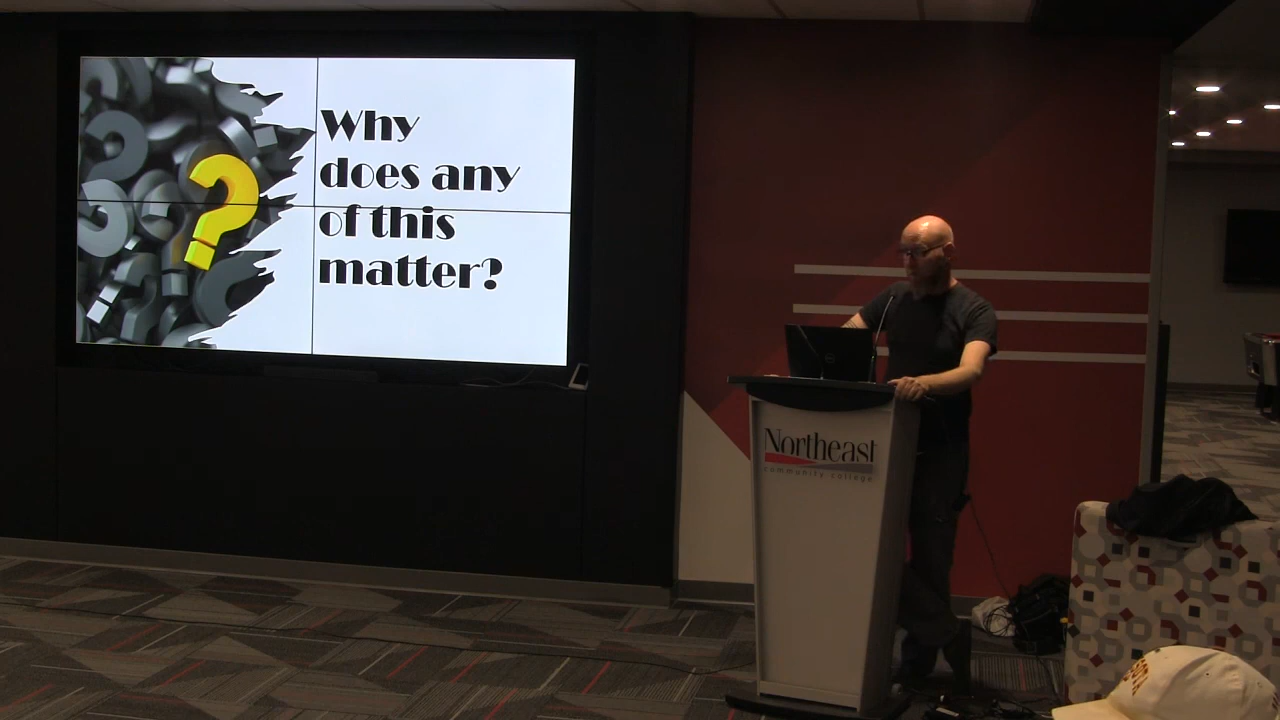 Why
does any
of this
matter?
Northeast
community college